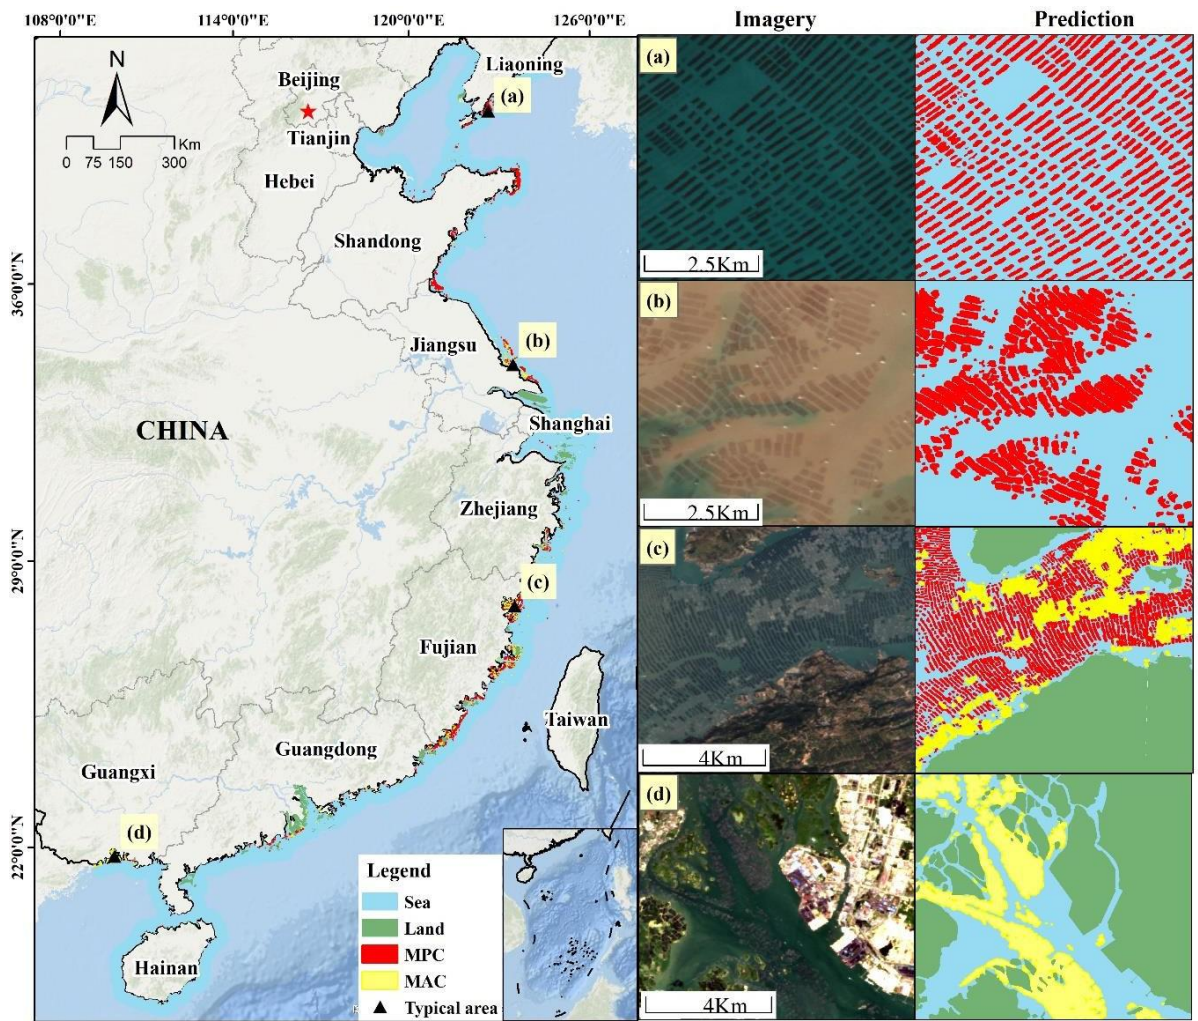 108°0'0"E 114°0'0"E 120°0'0"E 126°0'0"E
Imagery Prediction
N
Km
0 75 150 300
36°0'0"N
29°0'0"N
22°0'0"N
Liaoning
(a)
Beijing
Tianjin
Hebei
Shandong
Jiangsu
(b)
Shanghai
CHINA
Zhejiang
(c)
Fujian
Taiwan
Guangdong
Guangxi
(d)
Hainan
Legend
Sea
Land
MPC
MAC
Typical area
(a)
2.5Km
(b)
2.5Km
(c)
4Km
(d)
4Km